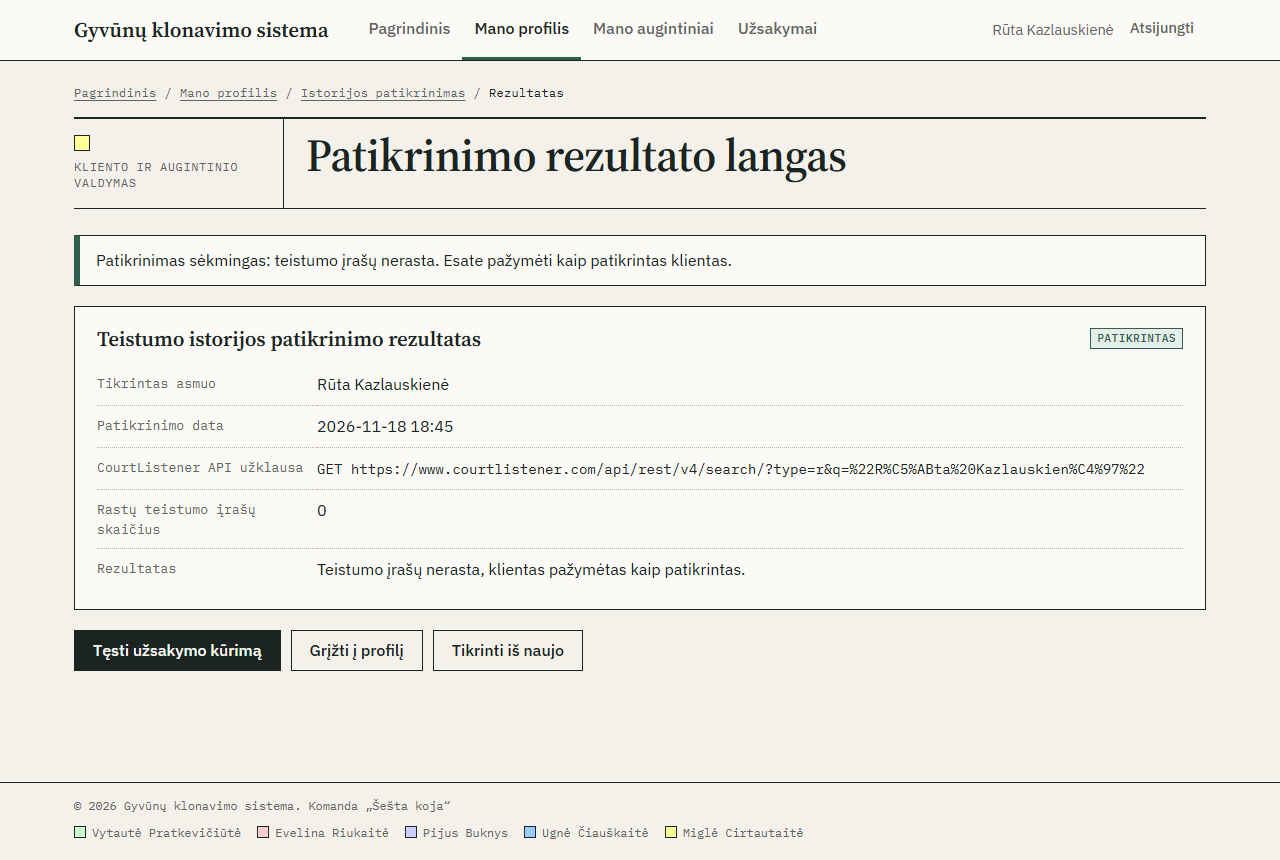 Gyvūnų klonavimo sistema Pagrindinis Mano profilis Mano augintiniai Užsakymai Rūta Kazlauskienė Atsijungti
Pagrindinis / Mano profilis / Istorijos patikrinimas / Rezultatas
KLIENTO IR AUGINTINIO
VALDYMAS
Patikrinimo rezultato langas
Patikrinimas sėkmingas: teistumo įrašų nerasta. Esate pažymėti kaip patikrintas klientas.
Teistumo istorijos patikrinimo rezultatas PATIKRINTAS
Tikrintas asmuo Rūta Kazlauskienė
Patikrinimo data 2026-11-18 18:45
CourtListener API užklausa GET https://www.courtlistener.com/api/rest/v4/search/?type=r&q=%22R%C5%ABta%20Kazlauskien%C4%97%22
Rastų teistumo įrašų
skaičius 0
Rezultatas Teistumo įrašų nerasta, klientas pažymėtas kaip patikrintas.
Tęsti užsakymo kūrimą Grįžti į profilį Tikrinti iš naujo
© 2026 Gyvūnų klonavimo sistema. Komanda „Šešta koja“
Vytautė Pratkevičiūtė Evelina Riukaitė Pijus Buknys Ugnė Čiauškaitė Miglė Cirtautaitė